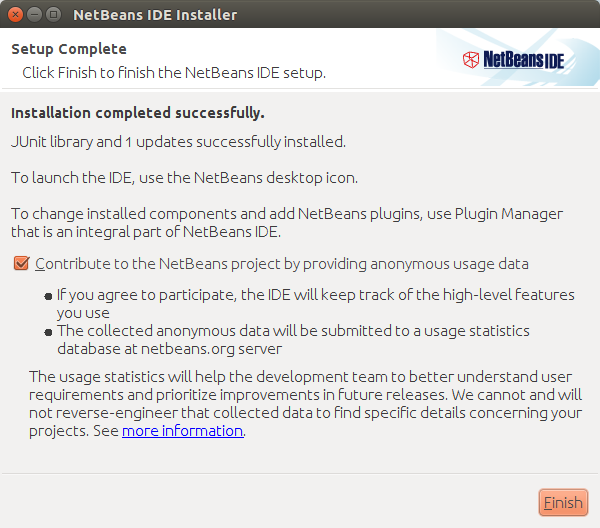 NetBeans IDE Installer
Setup Complete
Click Finish to finish the NetBeans IDE setup.
NetBeans IDE
Installation completed successfully.
JUnit library and 1 updates successfully installed.
To launch the IDE, use the NetBeans desktop icon.
To change installed components and add NetBeans plugins, use Plugin Manager
that is an integral part of NetBeans IDE.
Contribute to the NetBeans project by providing anonymous usage data
If you agree to participate, the IDE will keep track of the high-level features
you use
The collected anonymous data will be submitted to a usage statistics
database at netbeans.org server
The usage statistics will help the development team to better understand user
requirements and prioritize improvements in future releases. We cannot and will
not reverse-engineer that collected data to find specific details concerning your
projects. See more information.
Finish